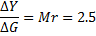 ΔY/ΔG = Mr = 2.5